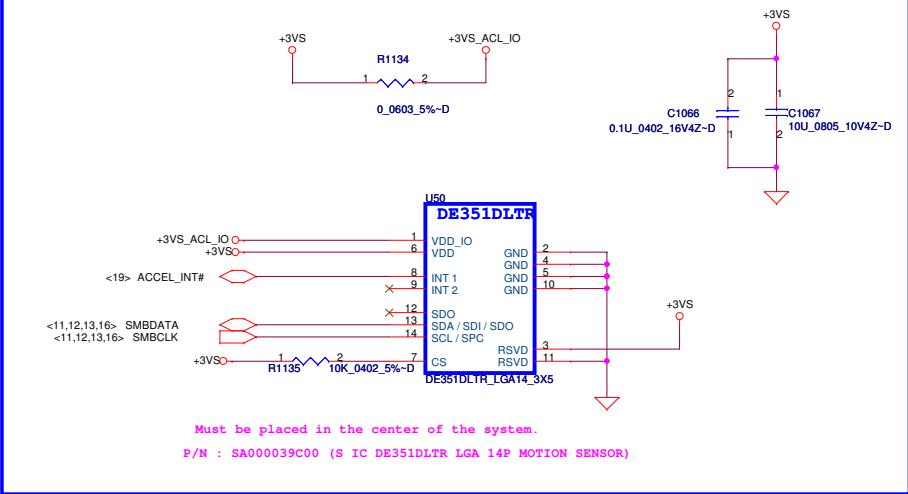 +3VS
+3VS +3VS_ACL_IO
R1134
1 2
0_0603_5%~D
2 1
C1066 C1067
0.1U_0402_16V4Z~D 10U_0805_10V4Z~D
1 2
U50
DE351DLTR
+3VS_ACL_IO 1 VDD_IO
+3VS 6 VDD GND 2
GND 4
<19> ACCEL_INT# 8 INT 1 GND 5
9 INT 2 GND 10
12 SDO
<11,12,13,16> SMBDATA 13 SDA / SDI / SDO
<11,12,13,16> SMBCLK 14 SCL / SPC
+3VS
RSVD 3
+3VS 1 2 7 CS RSVD 11
R1135 10K_0402_5%~D
DE351DLTR_LGA14_3X5
Must be placed in the center of the system.
P/N : SA000039C00 (S IC DE351DLTR LGA 14P MOTION SENSOR)